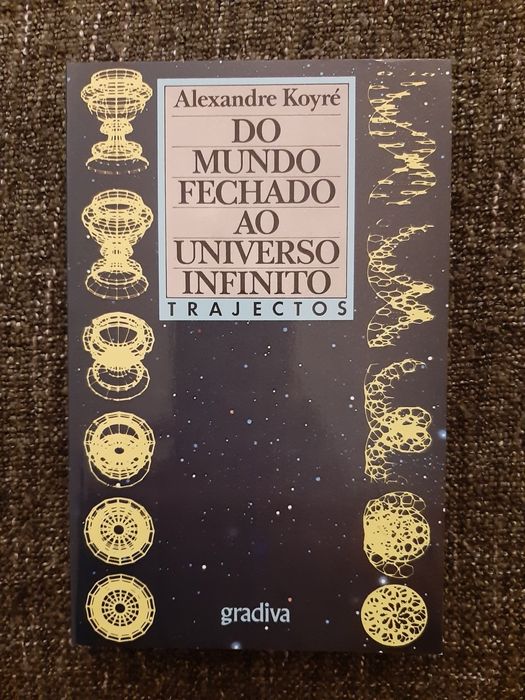 Alexandre Koyré
DO
MUNDO
FECHADO
AO
UNIVERSO
INFINITO
TRAJECTOS
gradiva